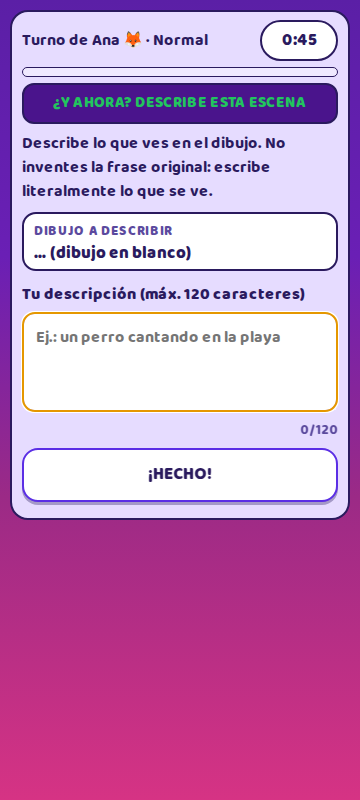 Turno de Ana 🦊 · Normal
0:45
¿Y AHORA? DESCRIBE ESTA ESCENA
Describe lo que ves en el dibujo. No
inventes la frase original: escribe
literalmente lo que se ve.
DIBUJO A DESCRIBIR
... (dibujo en blanco)
Tu descripción (máx. 120 caracteres)
Ej.: un perro cantando en la playa
0/120
¡HECHO!